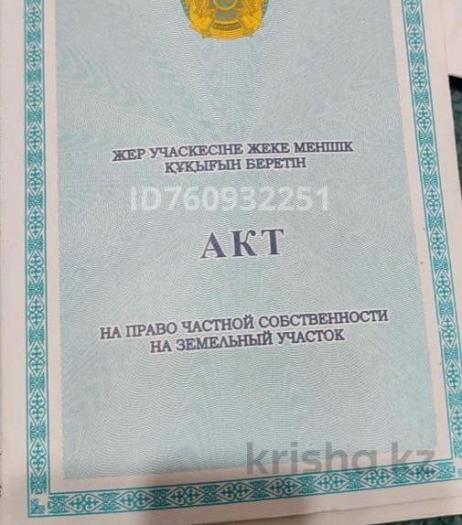 ЖЕР УЧАСКЕСІНЕ ЖЕКЕ МЕНШІК
ҚҰҚЫҒЫН БЕРЕТІН
ID760932251
АКТ
НА ПРАВО ЧАСТНОЙ СОБСТВЕННОСТИ
НА ЗЕМЕЛЬНЫЙ УЧАСТОК
krisha.kz